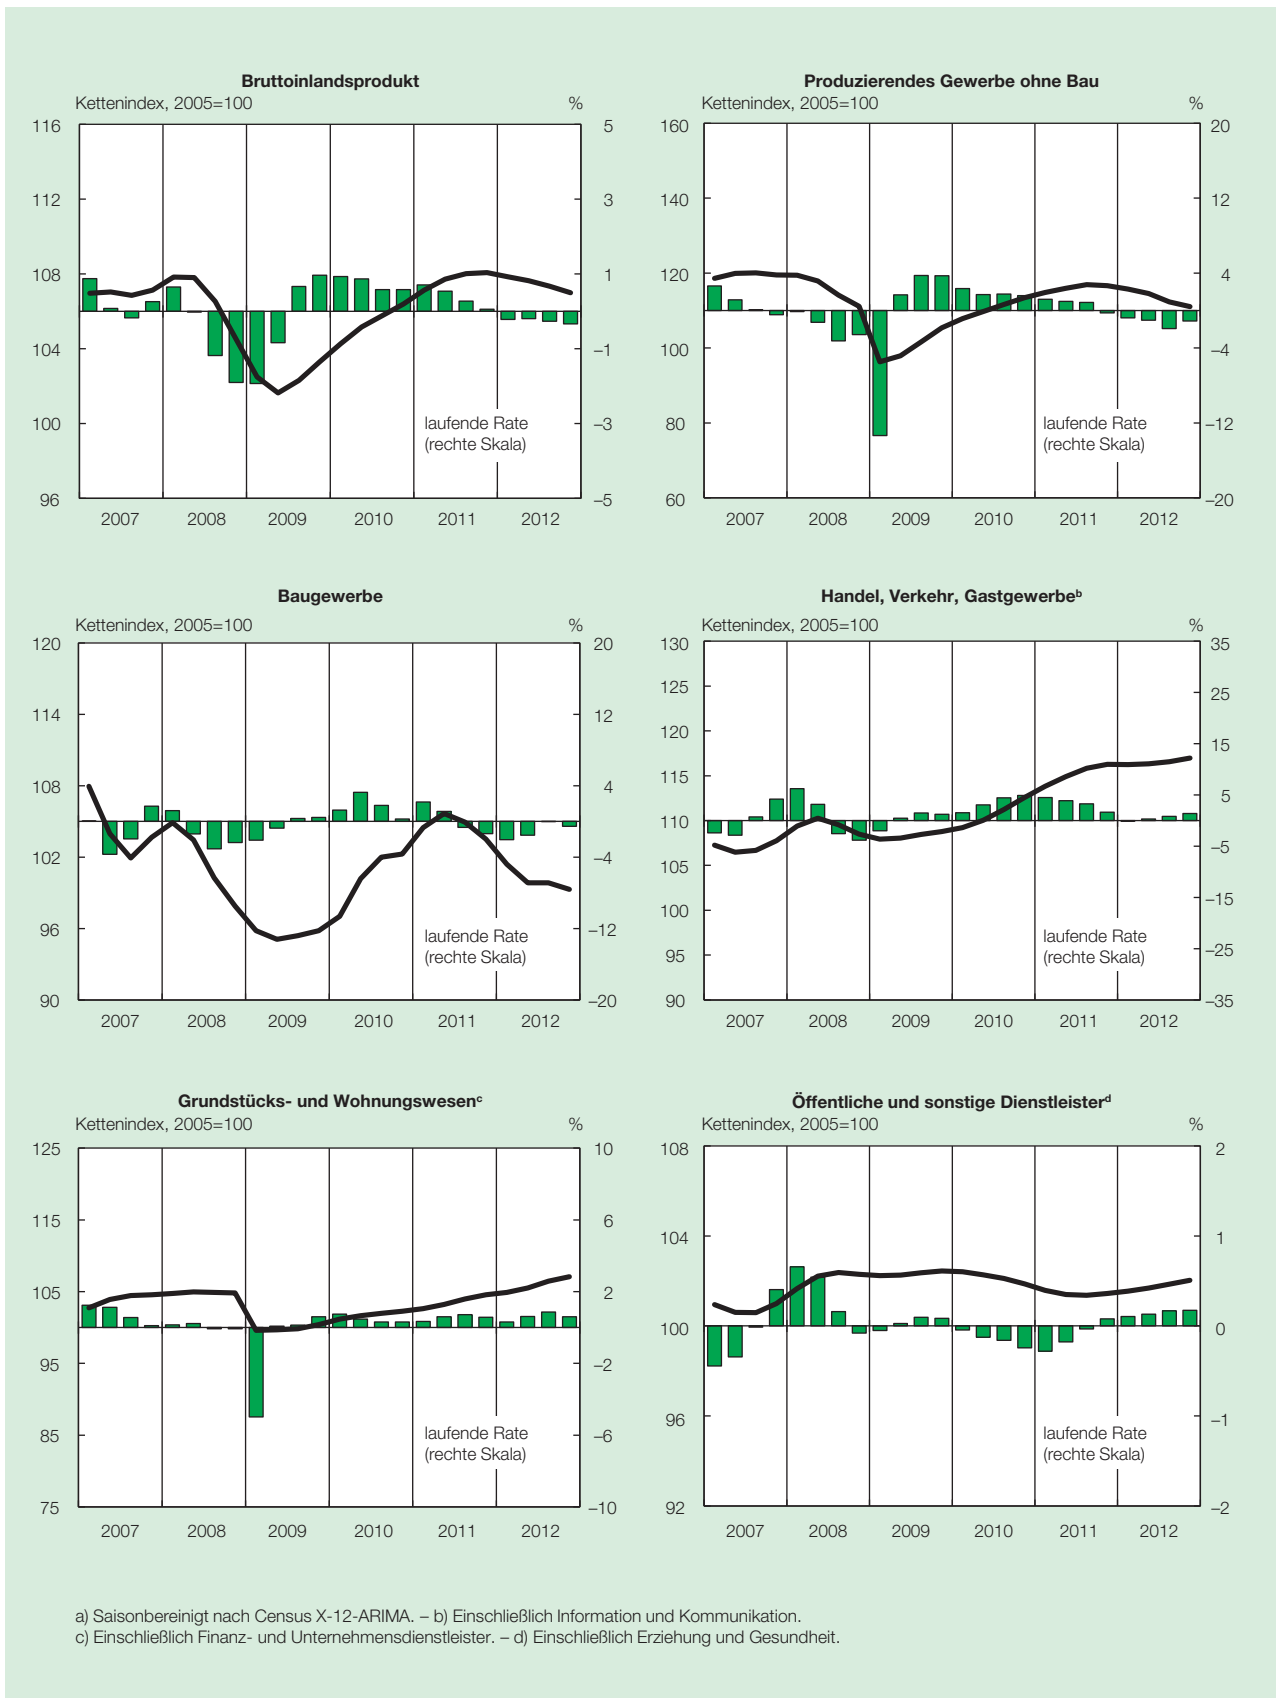 Bruttoinlandsprodukt
Kettenindex, 2005=100 %
116 5
112 3
108 1
104 –1
100 –3
96 –5
laufende Rate
(rechte Skala)
2007 2008 2009 2010 2011 2012
Produzierendes Gewerbe ohne Bau
Kettenindex, 2005=100 %
160 20
140 12
120 4
100 –4
80 –12
60 –20
laufende Rate
(rechte Skala)
2007 2008 2009 2010 2011 2012
Baugewerbe
Kettenindex, 2005=100 %
120 20
114 12
108 4
102 –4
96 –12
90 –20
laufende Rate
(rechte Skala)
2007 2008 2009 2010 2011 2012
Handel, Verkehr, Gastgewerbeᵇ
Kettenindex, 2005=100 %
130 35
125 25
120 15
115 5
110 –5
105 –15
100 –25
95 –35
90
laufende Rate
(rechte Skala)
2007 2008 2009 2010 2011 2012
Grundstücks- und Wohnungswesenᶜ
Kettenindex, 2005=100 %
125 10
115 6
105 2
95 –2
85 –6
75 –10
laufende Rate
(rechte Skala)
2007 2008 2009 2010 2011 2012
Öffentliche und sonstige Dienstleisterᵈ
Kettenindex, 2005=100 %
108 2
104 1
100 0
96 –1
92 –2
laufende Rate
(rechte Skala)
2007 2008 2009 2010 2011 2012
a) Saisonbereinigt nach Census X-12-ARIMA. – b) Einschließlich Information und Kommunikation.
c) Einschließlich Finanz- und Unternehmensdienstleister. – d) Einschließlich Erziehung und Gesundheit.